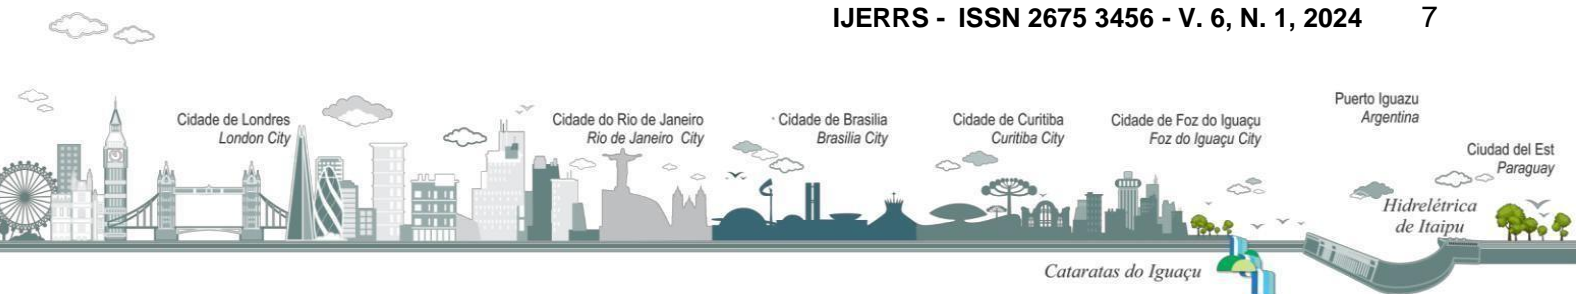 IJERRS - ISSN 2675 3456 - V. 6, N. 1, 2024 7
Cidade de Londres
London City
Cidade do Rio de Janeiro
Rio de Janeiro City
Cidade de Brasilia
Brasilia City
Cidade de Curitiba
Curitiba City
Cidade de Foz do Iguaçu
Foz do Iguaçu City
Puerto Iguazu
Argentina
Ciudad del Est
Paraguay
Hidrelétrica
de Itaipu
Cataratas do Iguaçu